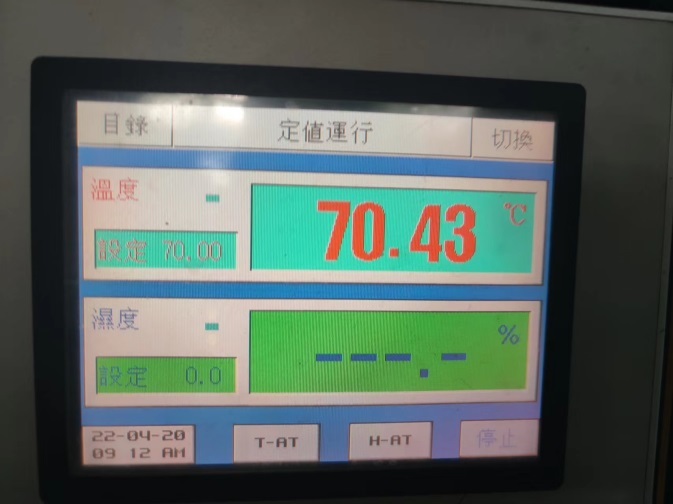 目錄 定值運行 切換
溫度
設定 70.00
70.43 ℃
濕度
設定 0.0
---.- %
22-04-20
09 12 AM
T-AT
H-AT
停止